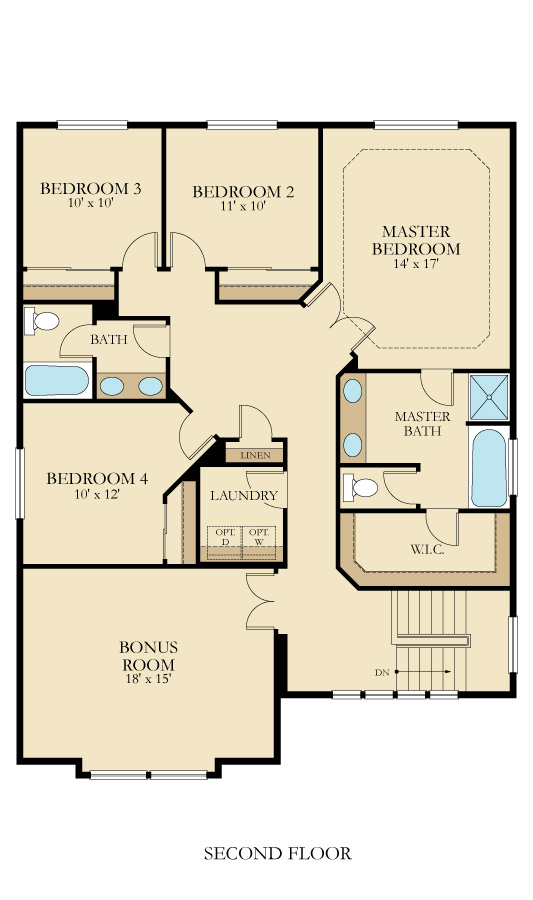 BEDROOM 3
10' x 10'
BEDROOM 2
11' x 10'
MASTER
BEDROOM
14' x 17'
BATH
MASTER
BATH
LINEN
BEDROOM 4
10' x 12'
LAUNDRY
OPT.
D
OPT.
W
W.I.C.
BONUS
ROOM
18' x 15'
DN
SECOND FLOOR